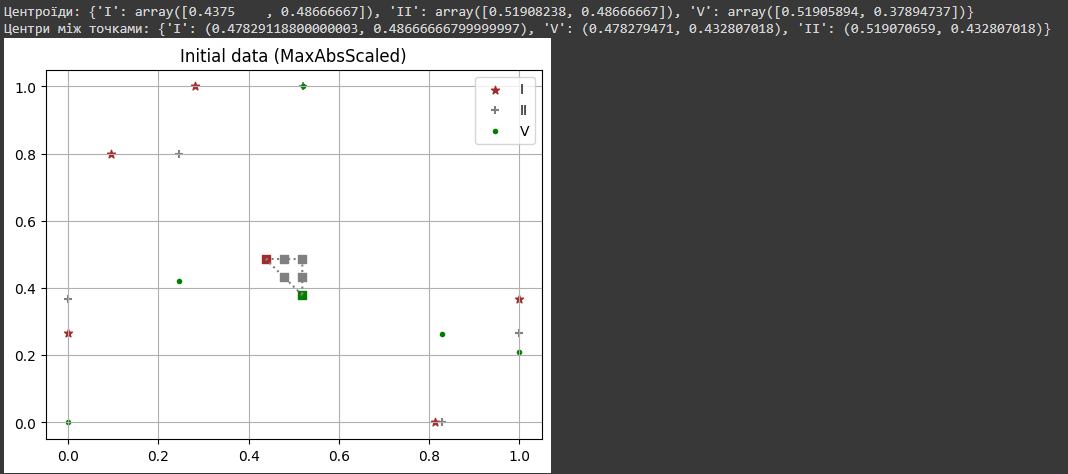 Центроїди: {'I': array([0.4375    , 0.48666667]), 'II': array([0.51908238, 0.48666667]), 'V': array([0.51905894, 0.37894737])}
Центри між точками: {'I': (0.47829118800000003, 0.48666666799999997), 'V': (0.478279471, 0.432807018), 'II': (0.519070659, 0.432807018)}
Initial data (MaxAbsScaled)
1.0
0.8
0.6
0.4
0.2
0.0
I
II
V
0.0 0.2 0.4 0.6 0.8 1.0